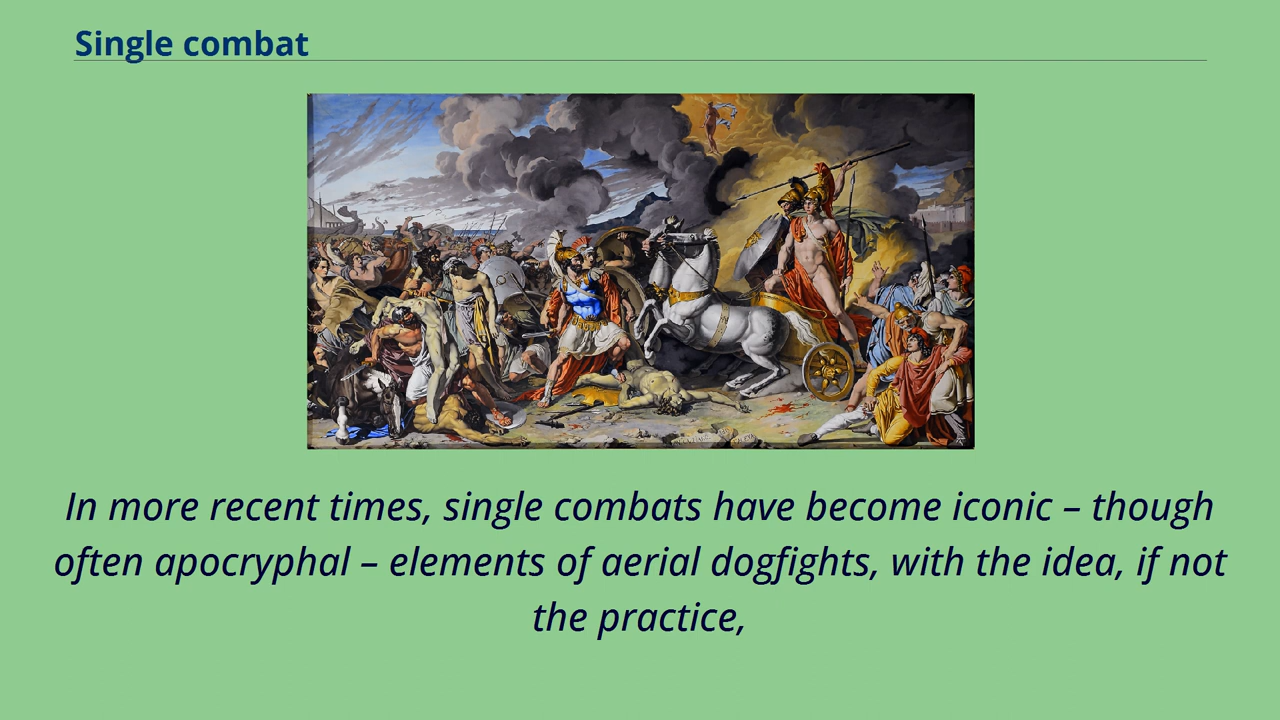 Single combat
In more recent times, single combats have become iconic – though
often apocryphal – elements of aerial dogfights, with the idea, if not
the practice,